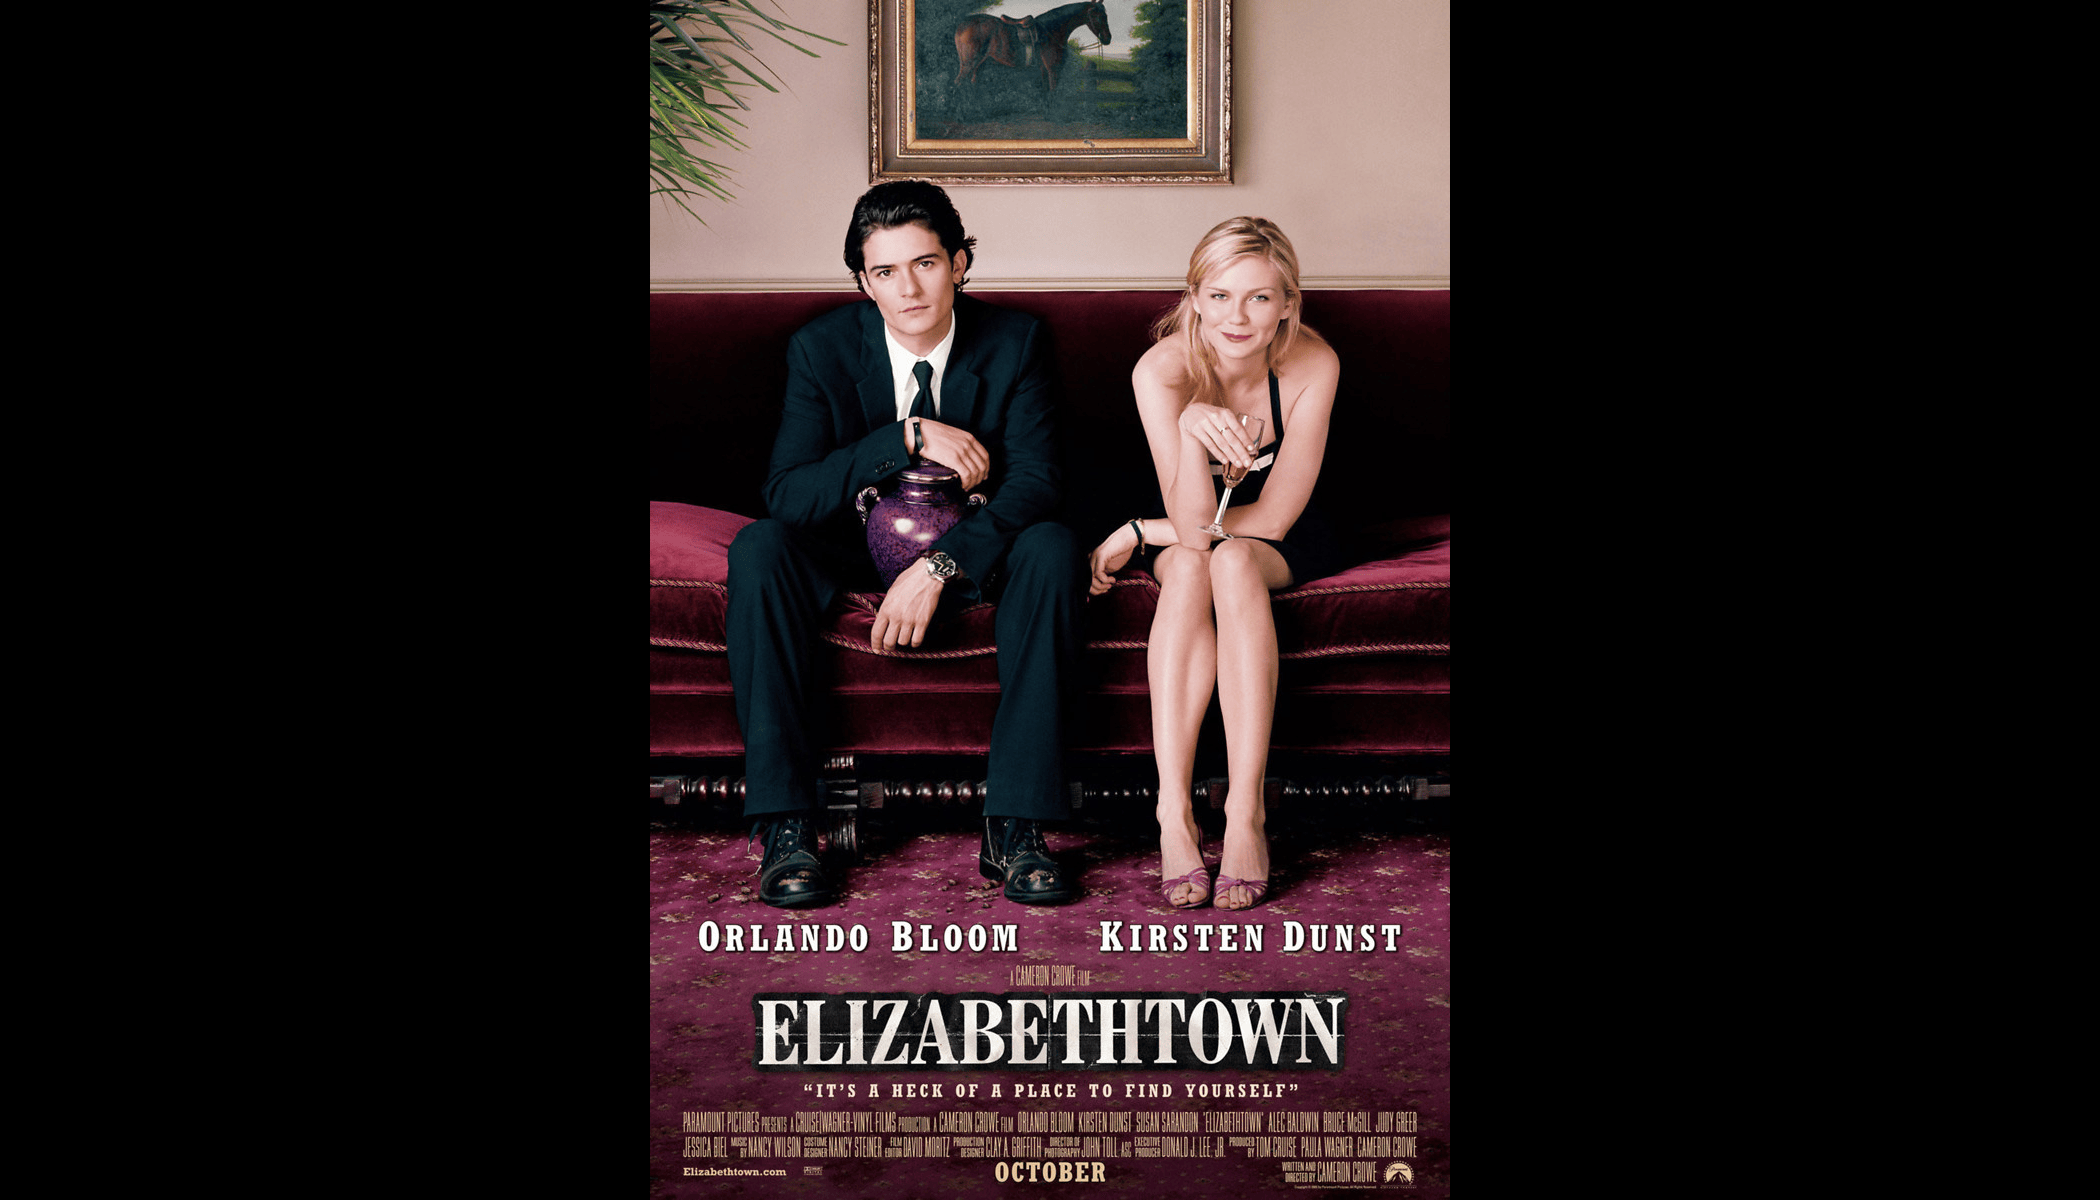 ORLANDO BLOOM KIRSTEN DUNST
A CAMERON CROWE FILM
ELIZABETHTOWN
“IT’S A HECK OF A PLACE TO FIND YOURSELF”
PARAMOUNT PICTURES PRESENTS A CRUISE|WAGNER-VINYL FILMS PRODUCTION A CAMERON CROWE FILM ORLANDO BLOOM KIRSTEN DUNST SUSAN SARANDON "ELIZABETHTOWN" ALEC BALDWIN BRUCE McGILL JUDY GREER
JESSICA BIEL MUSIC BY NANCY WILSON COSTUME DESIGNER NANCY STEINER FILM EDITOR DAVID MORITZ PRODUCTION DESIGNER CLAY A. GRIFFITH DIRECTOR OF PHOTOGRAPHY JOHN TOLL, ASC EXECUTIVE PRODUCER DONALD J. LEE, JR. PRODUCED BY TOM CRUISE PAULA WAGNER CAMERON CROWE
Elizabethtown.com OCTOBER WRITTEN AND DIRECTED BY CAMERON CROWE
Paramount